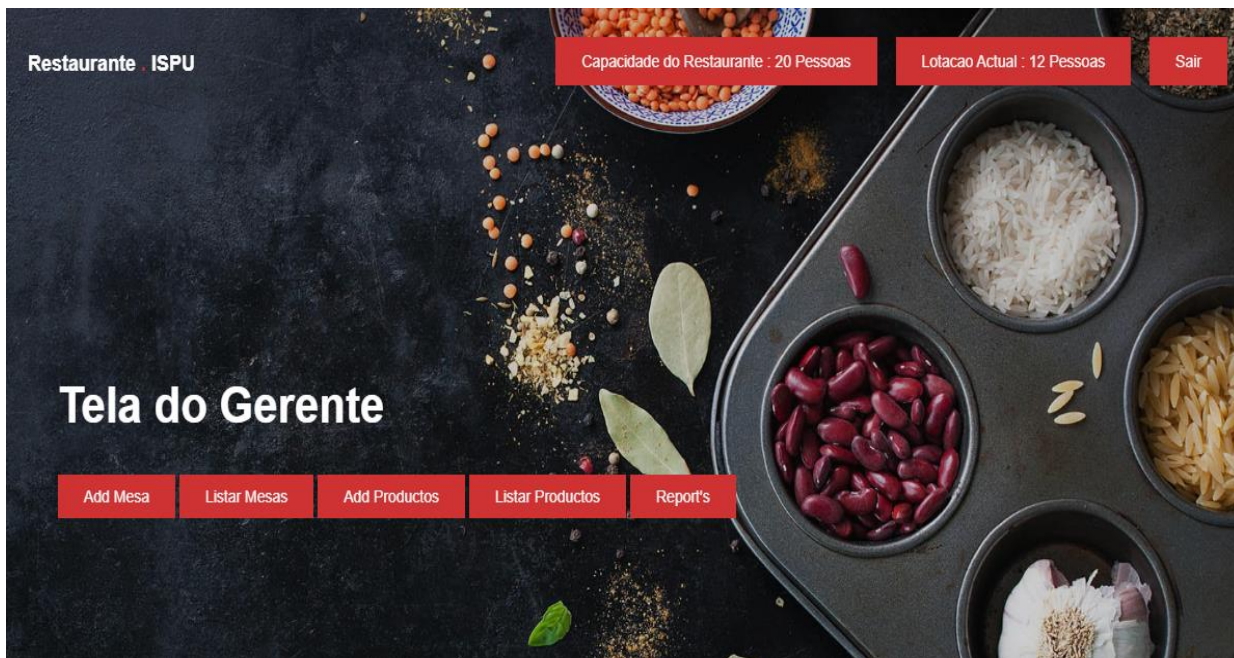 Restaurante . ISPU
Capacidade do Restaurante : 20 Pessoas
Lotacao Actual : 12 Pessoas
Sair
Tela do Gerente
Add Mesa
Listar Mesas
Add Productos
Listar Productos
Report's